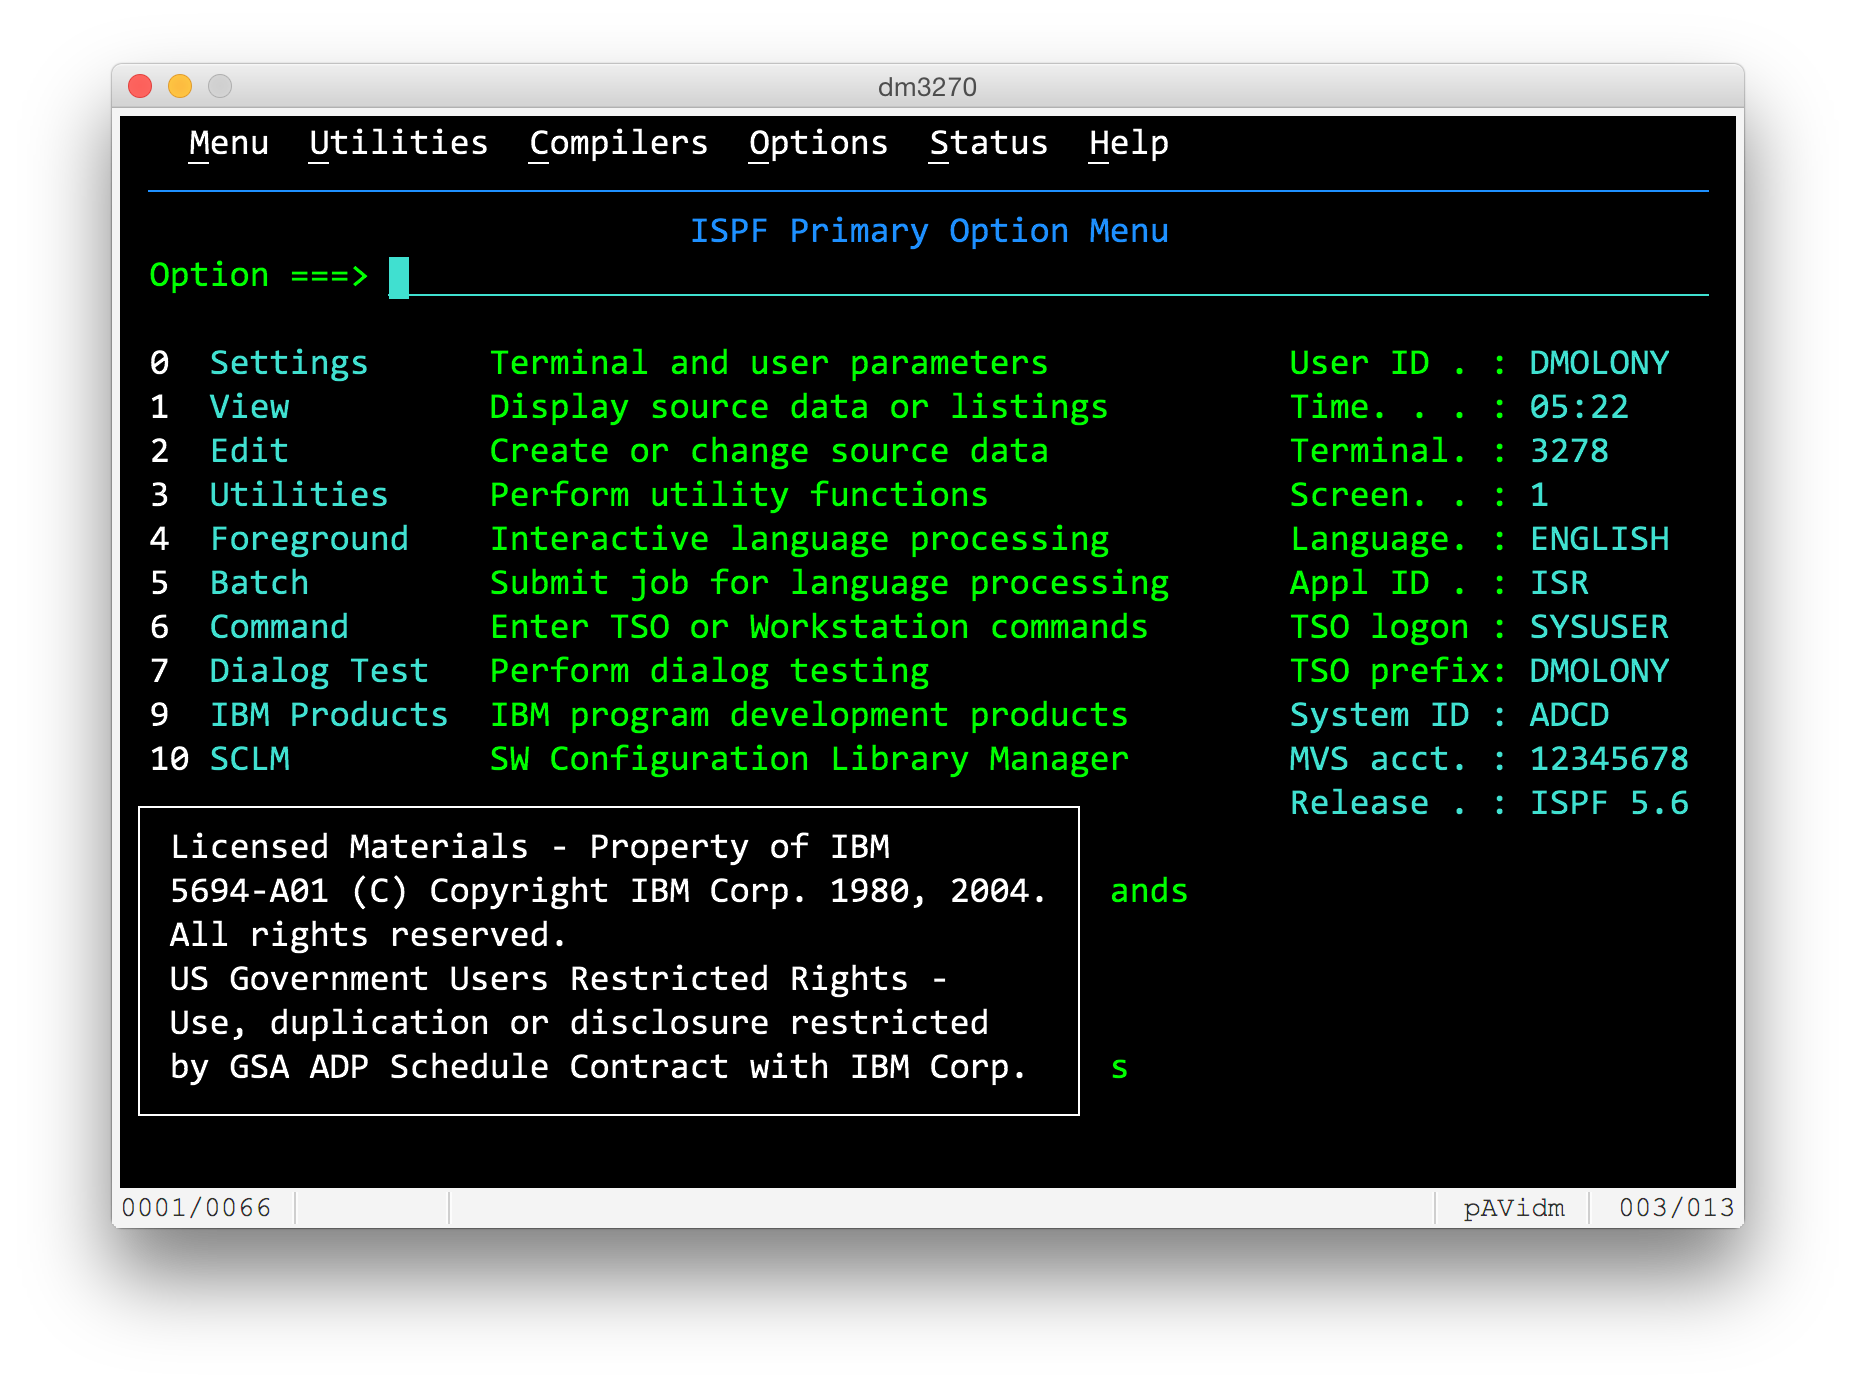 dm3270
Menu Utilities Compilers Options Status Help
ISPF Primary Option Menu
Option ===>
0 Settings Terminal and user parameters User ID . : DMOLONY
1 View Display source data or listings Time. . . : 05:22
2 Edit Create or change source data Terminal. : 3278
3 Utilities Perform utility functions Screen. . : 1
4 Foreground Interactive language processing Language. : ENGLISH
5 Batch Submit job for language processing Appl ID . : ISR
6 Command Enter TSO or Workstation commands TSO logon : SYSUSER
7 Dialog Test Perform dialog testing TSO prefix: DMOLONY
9 IBM Products IBM program development products System ID : ADCD
10 SCLM SW Configuration Library Manager MVS acct. : 12345678
Release . : ISPF 5.6
Licensed Materials - Property of IBM
5694-A01 (C) Copyright IBM Corp. 1980, 2004. ands
All rights reserved.
US Government Users Restricted Rights -
Use, duplication or disclosure restricted
by GSA ADP Schedule Contract with IBM Corp. s
0001/0066 pAVidm 003/013